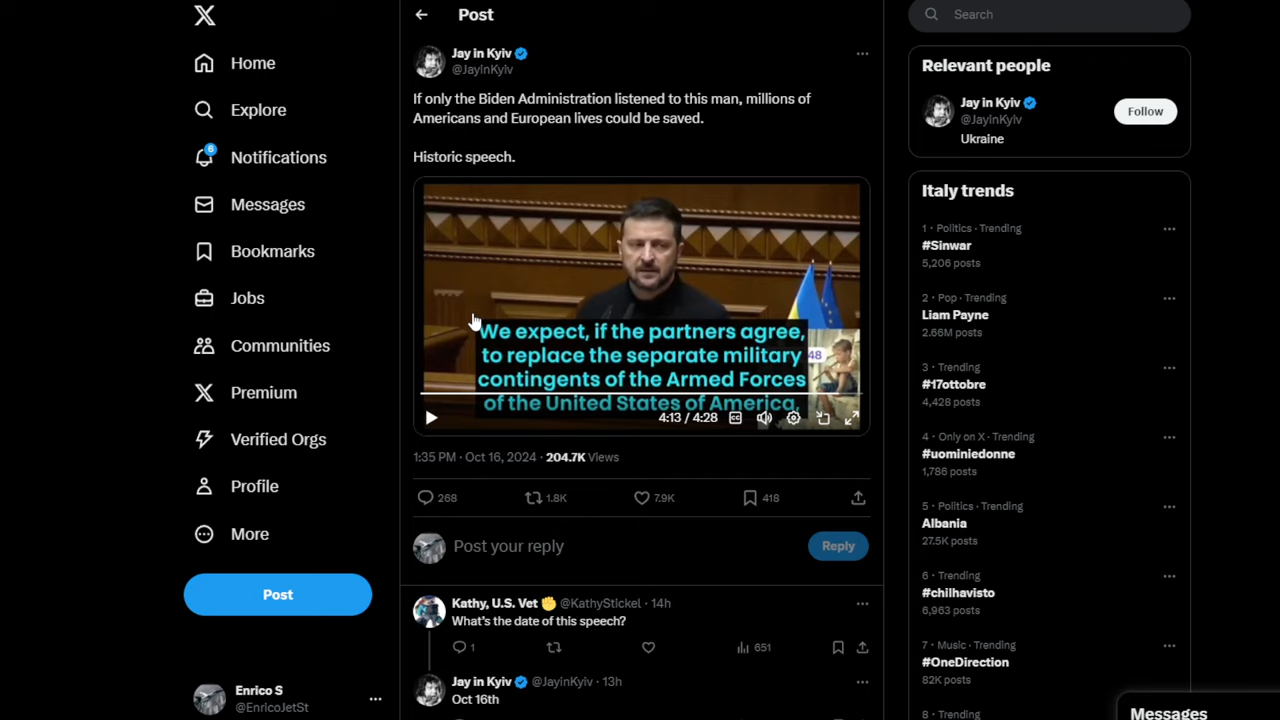 Post
Search
Home
Explore
6
Notifications
Messages
Bookmarks
Jobs
Communities
Premium
Verified Orgs
Profile
More
Post
Enrico S
@EnricoJetSt
Jay in Kyiv
@JayinKyiv
If only the Biden Administration listened to this man, millions of
Americans and European lives could be saved.
Historic speech.
We expect, if the partners agree,
to replace the separate military
contingents of the Armed Forces
of the United States of America,
48
4:13 / 4:28
1:35 PM · Oct 16, 2024 · 204.7K Views
268 1.8K 7.9K 418
Post your reply
Reply
Kathy, U.S. Vet ✊ @KathyStickel · 14h
What's the date of this speech?
1 651
Jay in Kyiv @JayinKyiv · 13h
Oct 16th
Relevant people
Jay in Kyiv
@JayinKyiv
Follow
Ukraine
Italy trends
1 · Politics · Trending
#Sinwar
5,206 posts
2 · Pop · Trending
Liam Payne
2.66M posts
3 · Trending
#17ottobre
4,428 posts
4 · Only on X · Trending
#uominiedonne
1,786 posts
5 · Politics · Trending
Albania
27.5K posts
6 · Trending
#chilhavisto
6,963 posts
7 · Music · Trending
#OneDirection
82K posts
8 · Trending
Messages